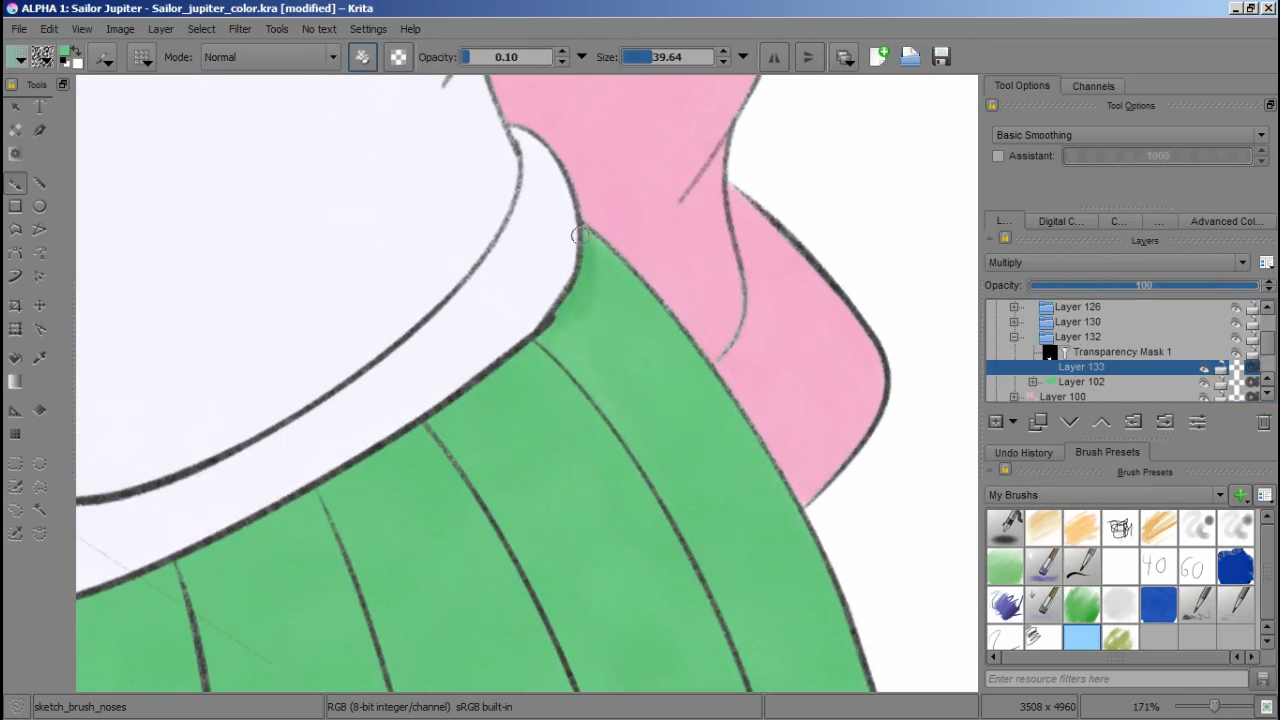 ALPHA 1: Sailor Jupiter - Sailor_jupiter_color.kra [modified] – Krita
File Edit View Image Layer Select Filter Tools No text Settings Help
Mode: Normal Opacity: 0.10 Size: 39.64
Tools
Tool Options Channels
Tool Options
Basic Smoothing
Assistant: 1000
L... Digital C... C... ... Advanced Col...
Layers
Multiply
Opacity: 100
Layer 126
Layer 130
Layer 132
Transparency Mask 1
Layer 133
Layer 102
Layer 100
Undo History Brush Presets
Brush Presets
My Brushes
40 60
Enter resource filters here
sketch_brush_noses RGB (8-bit integer/channel) sRGB built-in 3508 x 4960 171%